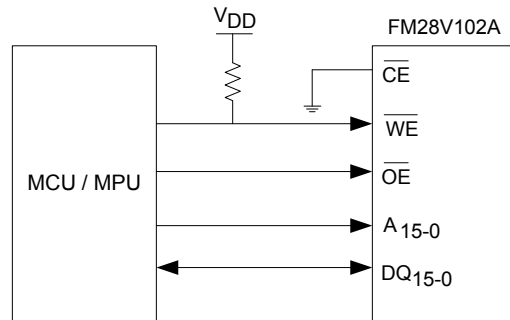 VDD
FM28V102A
CE
WE
MCU / MPU
OE
A15-0
DQ15-0